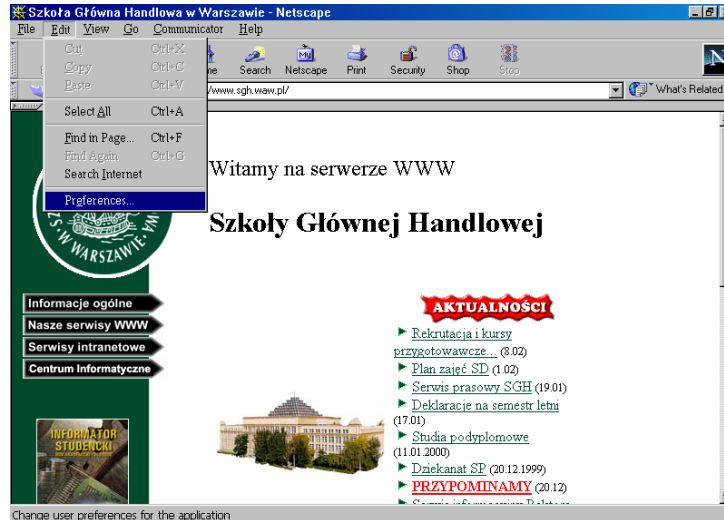 Szkoła Główna Handlowa w Warszawie - Netscape
File Edit View Go Communicator Help
Cut Ctrl+X
Copy Ctrl+C
Paste Ctrl+V
Select All Ctrl+A
Find in Page... Ctrl+F
Find Again Ctrl+G
Search Internet
Preferences...
me Search Netscape Print Security Shop Stop
/www.sgh.waw.pl/
What's Related
Witamy na serwerze WWW
Szkoły Głównej Handlowej
W WARSZAWIE
Informacje ogólne
Nasze serwisy WWW
Serwisy intranetowe
Centrum Informatyczne
INFORMATOR
STUDENCKI
AKTUALNOŚCI
Rekrutacja i kursy
przygotowawcze... (8.02)
Plan zajęć SD (1.02)
Serwis prasowy SGH (19.01)
Deklaracje na semestr letni
(17.01)
Studia podyplomowe
(11.01.2000)
Dziekanat SP (20.12.1999)
PRZYPOMINAMY (20.12)
Serwis informacyjny Rektora
Change user preferences for the application